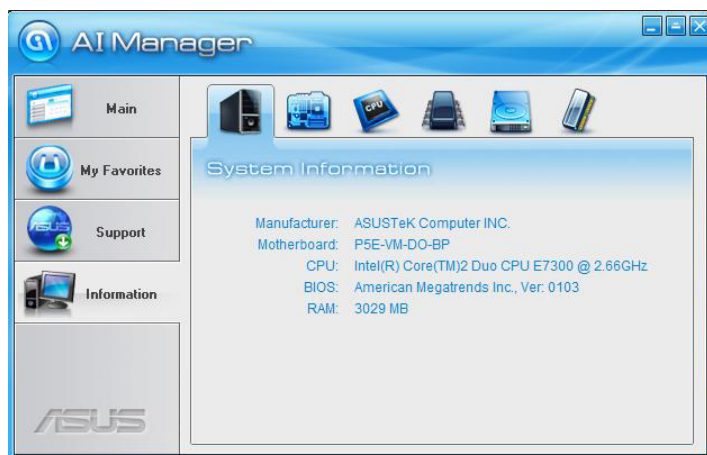 AI Manager
Main
My Favorites
Support
Information
ASUS
CPU
System Information
Manufacturer: ASUSTeK Computer INC.
Motherboard: P5E-VM-DO-BP
CPU: Intel(R) Core(TM)2 Duo CPU E7300 @ 2.66GHz
BIOS: American Megatrends Inc., Ver: 0103
RAM: 3029 MB
ASUS